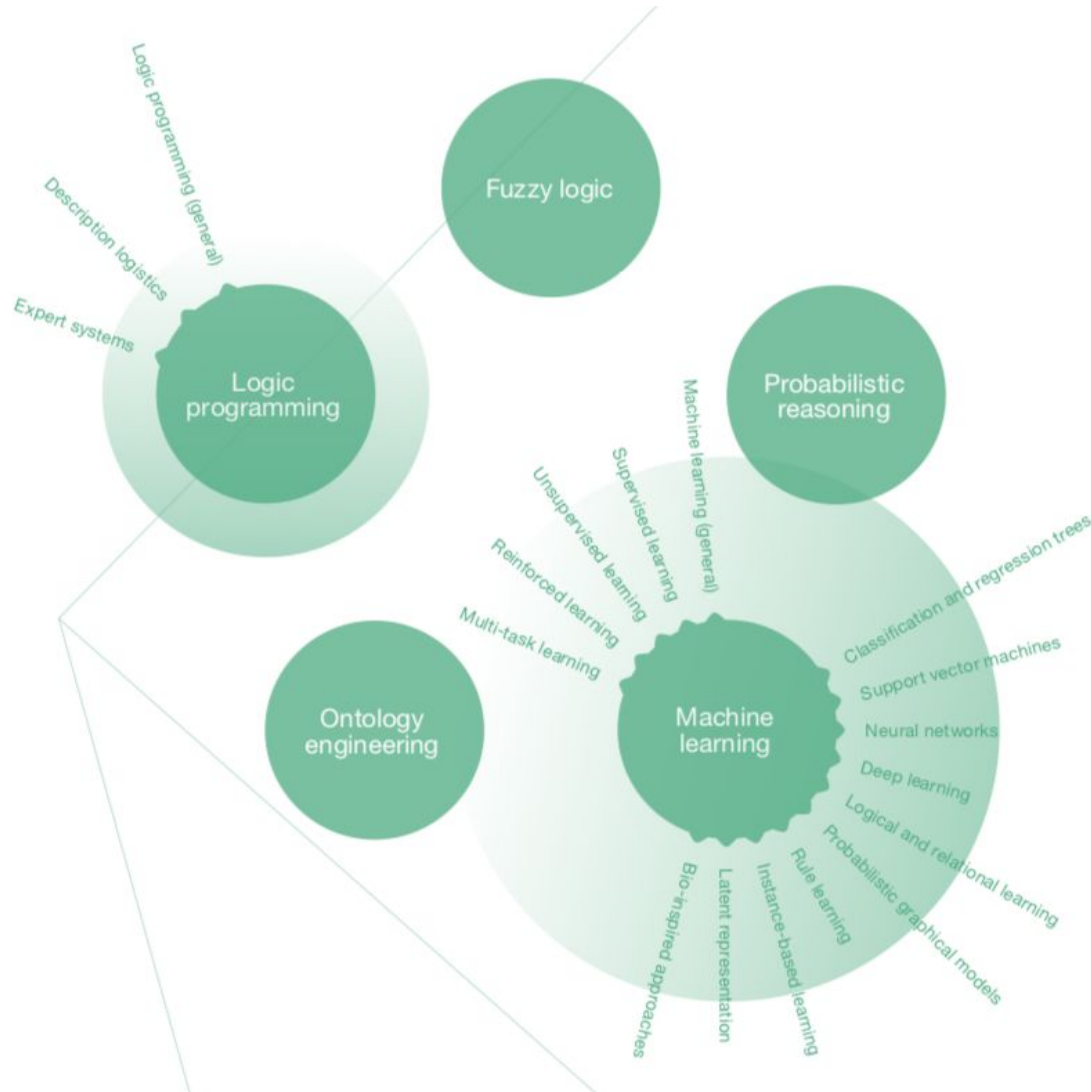 Logic programming (general)
Description logistics
Expert systems
Logic
programming
Fuzzy logic
Probabilistic
reasoning
Ontology
engineering
Machine
learning
Machine learning (general)
Supervised learning
Unsupervised learning
Reinforced learning
Multi-task learning
Classification and regression trees
Support vector machines
Neural networks
Deep learning
Logical and relational learning
Probabilistic graphical models
Rule learning
Instance-based learning
Latent representation
Bio-inspired approaches